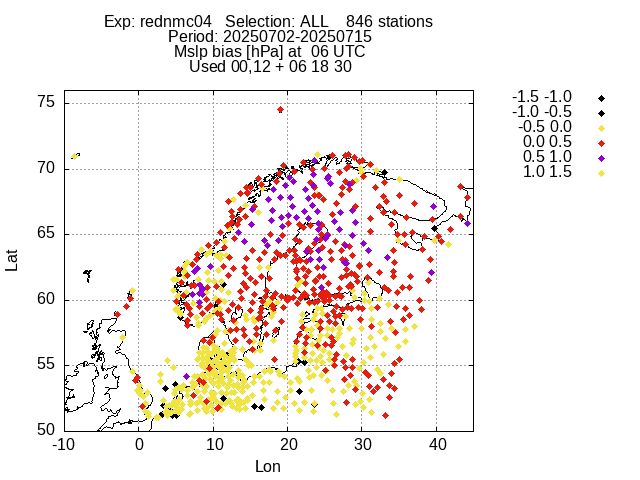 Exp: rednmc04   Selection: ALL    846 stations
Period: 20250702-20250715
Mslp bias [hPa] at  06 UTC
Used 00,12 + 06 18 30
-1.5 -1.0
-1.0 -0.5
-0.5 0.0
0.0 0.5
0.5 1.0
1.0 1.5
75
70
65
60
55
50
Lat
-10 0 10 20 30 40
Lon